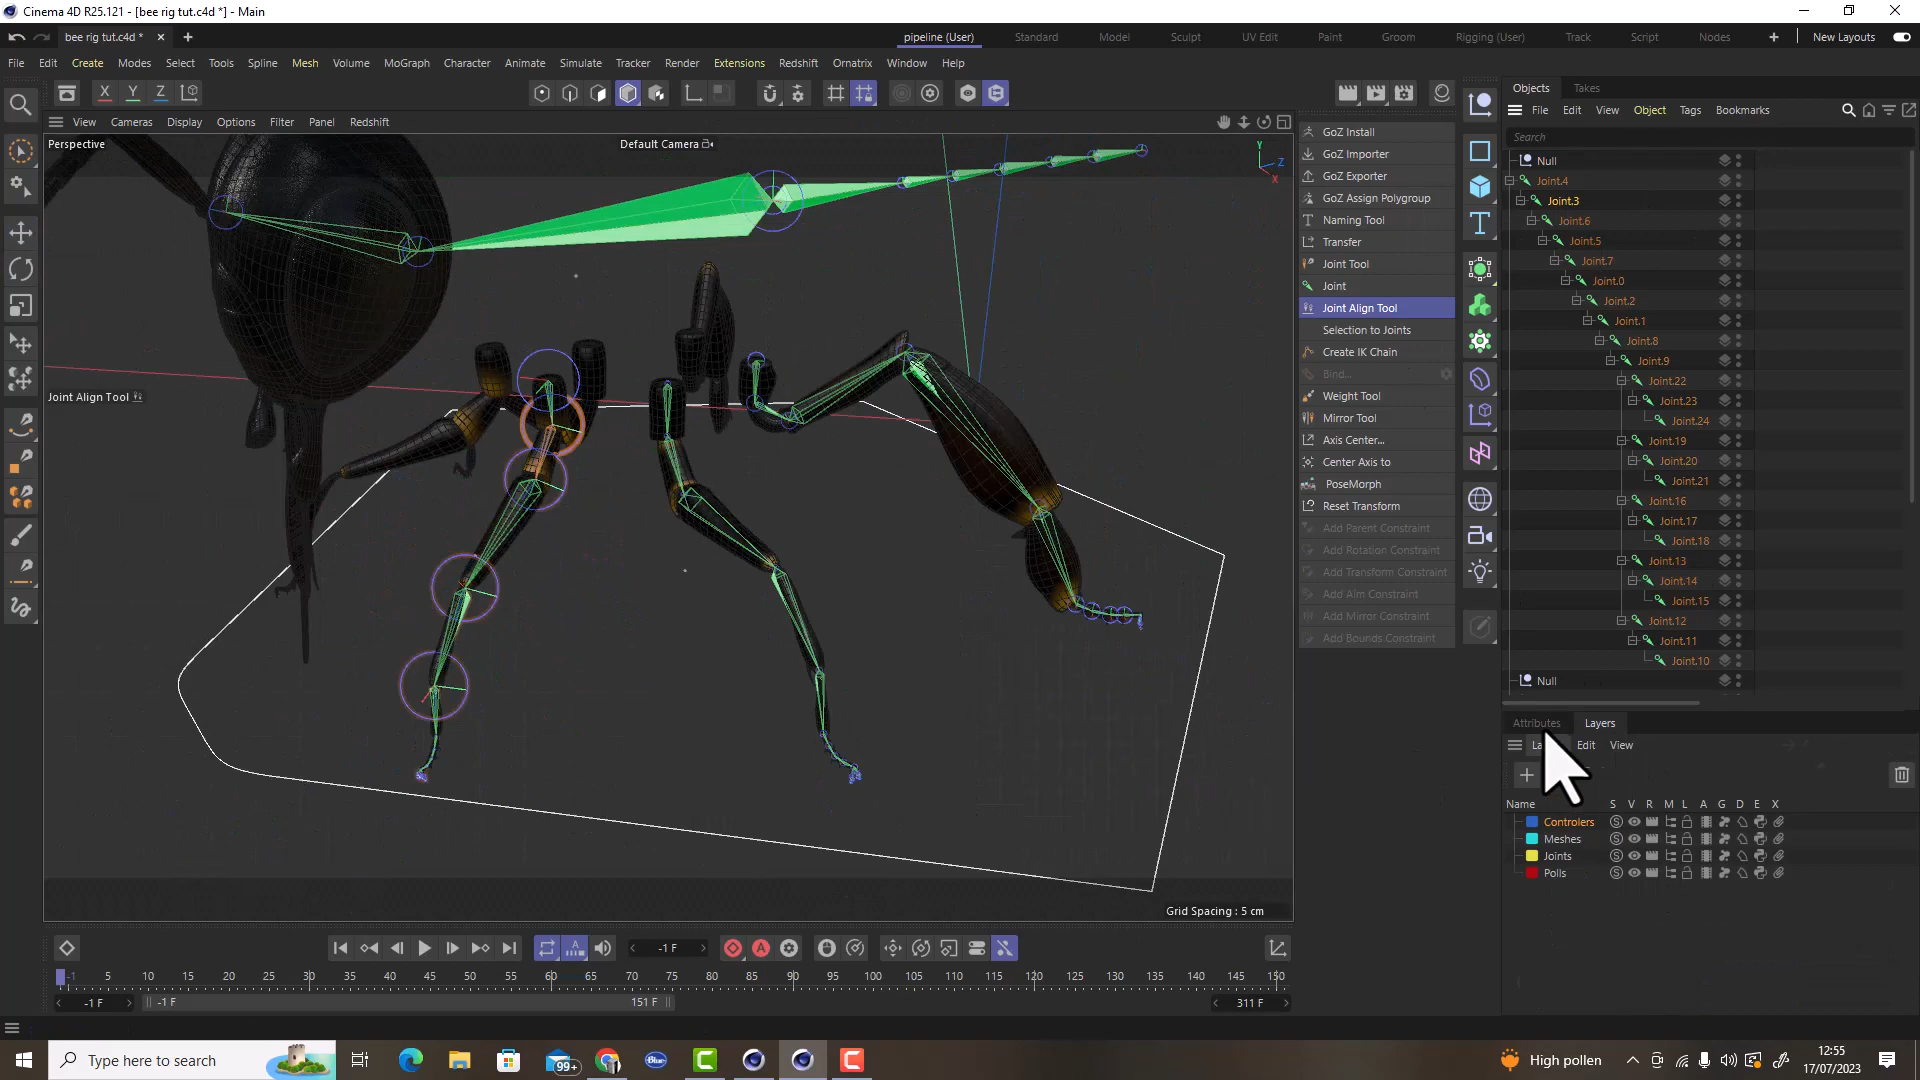 Cinema 4D R25.121 - [bee rig tut.c4d *] - Main
bee rig tut.c4d *
pipeline (User) Standard Model Sculpt UV Edit Paint Groom Rigging (User) Track Script Nodes New Layouts
File Edit Create Modes Select Tools Spline Mesh Volume MoGraph Character Animate Simulate Tracker Render Extensions Redshift Ornatrix Window Help
X Y Z
View Cameras Display Options Filter Panel Redshift
Perspective
Default Camera
Y
Z
X
Joint Align Tool
Grid Spacing : 5 cm
GoZ Install
GoZ Importer
GoZ Exporter
GoZ Assign Polygroup
Naming Tool
Transfer
Joint Tool
Joint
Joint Align Tool
Selection to Joints
Create IK Chain
Bind...
Weight Tool
Mirror Tool
Axis Center...
Center Axis to
PoseMorph
Reset Transform
Add Parent Constraint
Add Rotation Constraint
Add Transform Constraint
Add Aim Constraint
Add Mirror Constraint
Add Bounds Constraint
Objects Takes
File Edit View Object Tags Bookmarks
Search
Null
Joint.4
Joint.3
Joint.6
Joint.5
Joint.7
Joint.0
Joint.2
Joint.1
Joint.8
Joint.9
Joint.22
Joint.23
Joint.24
Joint.19
Joint.20
Joint.21
Joint.16
Joint.17
Joint.18
Joint.13
Joint.14
Joint.15
Joint.12
Joint.11
Joint.10
Null
Attributes Layers
Edit View
Name S V R M L A G D E X
Controlers
Meshes
Joints
Polls
-1 F
-1 5 10 15 20 25 30 35 40 45 50 55 60 65 70 75 80 85 90 95 100 105 110 115 120 125 130 135 140 145 150
-1 F -1 F 151 F 311 F
Type here to search
99+
Blue
High pollen
12:55
17/07/2023